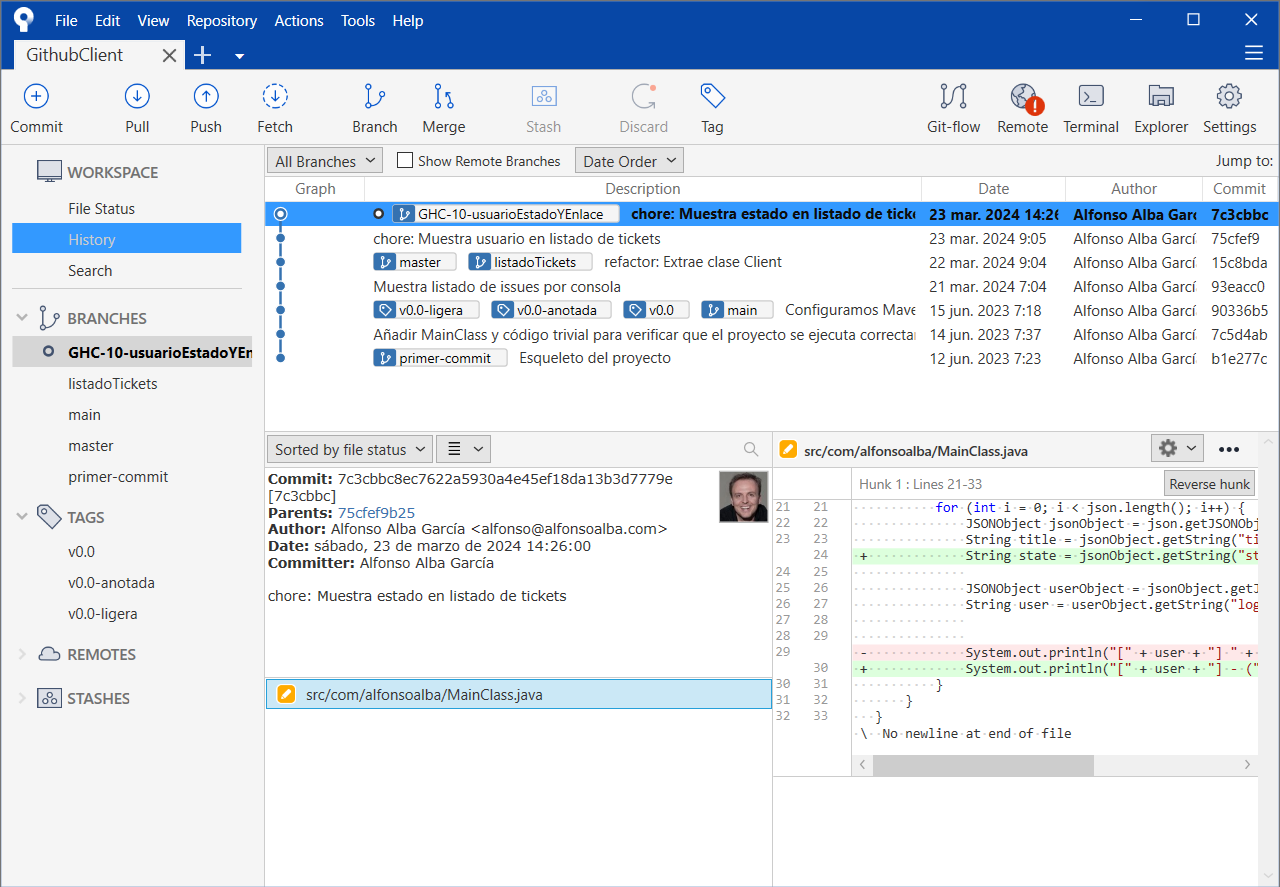 File Edit View Repository Actions Tools Help
GithubClient
Commit Pull Push Fetch Branch Merge Stash Discard Tag Git-flow Remote Terminal Explorer Settings
WORKSPACE
File Status
History
Search
BRANCHES
GHC-10-usuarioEstadoYEn
listadoTickets
main
master
primer-commit
TAGS
v0.0
v0.0-anotada
v0.0-ligera
REMOTES
STASHES
All Branches Show Remote Branches Date Order Jump to:
Graph Description Date Author Commit
GHC-10-usuarioEstadoYEnlace chore: Muestra estado en listado de ticke 23 mar. 2024 14:26 Alfonso Alba Garc 7c3cbbc
chore: Muestra usuario en listado de tickets 23 mar. 2024 9:05 Alfonso Alba Garcí 75cfef9
master listadoTickets refactor: Extrae clase Client 22 mar. 2024 9:04 Alfonso Alba Garcí 15c8bda
Muestra listado de issues por consola 21 mar. 2024 7:04 Alfonso Alba Garcí 93eacc0
v0.0-ligera v0.0-anotada v0.0 main Configuramos Mave 15 jun. 2023 7:18 Alfonso Alba Garcí 90336b5
Añadir MainClass y código trivial para verificar que el proyecto se ejecuta correctar 14 jun. 2023 7:37 Alfonso Alba Garcí 7c5d4ab
primer-commit Esqueleto del proyecto 12 jun. 2023 7:23 Alfonso Alba Garcí b1e277c
Sorted by file status
Commit: 7c3cbbc8ec7622a5930a4e45ef18da13b3d7779e
[7c3cbbc]
Parents: 75cfef9b25
Author: Alfonso Alba García <alfonso@alfonsoalba.com>
Date: sábado, 23 de marzo de 2024 14:26:00
Committer: Alfonso Alba García
chore: Muestra estado en listado de tickets
src/com/alfonsoalba/MainClass.java
src/com/alfonsoalba/MainClass.java
Hunk 1 : Lines 21-33 Reverse hunk
21 21 for (int i = 0; i < json.length(); i++) {
22 22 JSONObject jsonObject = json.getJSONObj
23 23 String title = jsonObject.getString("ti
24 + String state = jsonObject.getString("st
24 25
25 26 JSONObject userObject = jsonObject.getJ
26 27 String user = userObject.getString("log
27 28
28 29
29 - System.out.println("[" + user + "] " +
30 + System.out.println("[" + user + "] - ("
30 31 }
31 32 }
32 33 }
\ No newline at end of file